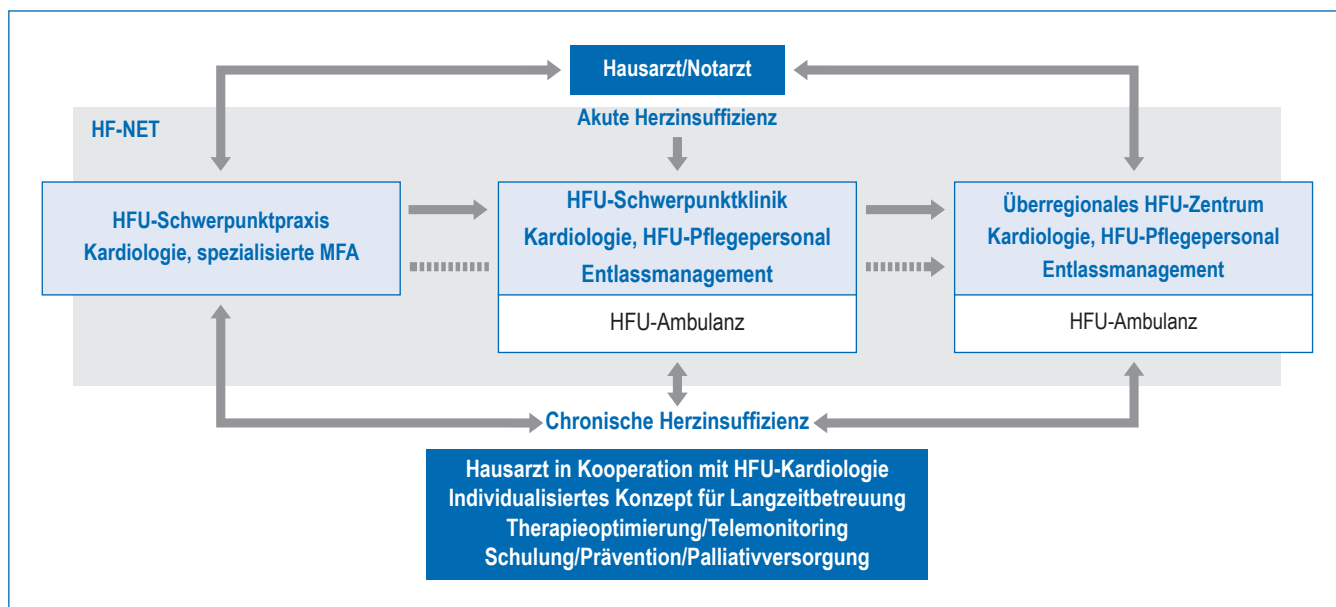 Hausarzt/Notarzt
HF-NET
Akute Herzinsuffizienz
HFU-Schwerpunktpraxis
Kardiologie, spezialisierte MFA
HFU-Schwerpunktklinik
Kardiologie, HFU-Pflegepersonal
Entlassmanagement
HFU-Ambulanz
Überregionales HFU-Zentrum
Kardiologie, HFU-Pflegepersonal
Entlassmanagement
HFU-Ambulanz
Chronische Herzinsuffizienz
Hausarzt in Kooperation mit HFU-Kardiologie
Individualisiertes Konzept für Langzeitbetreuung
Therapieoptimierung/Telemonitoring
Schulung/Prävention/Palliativversorgung